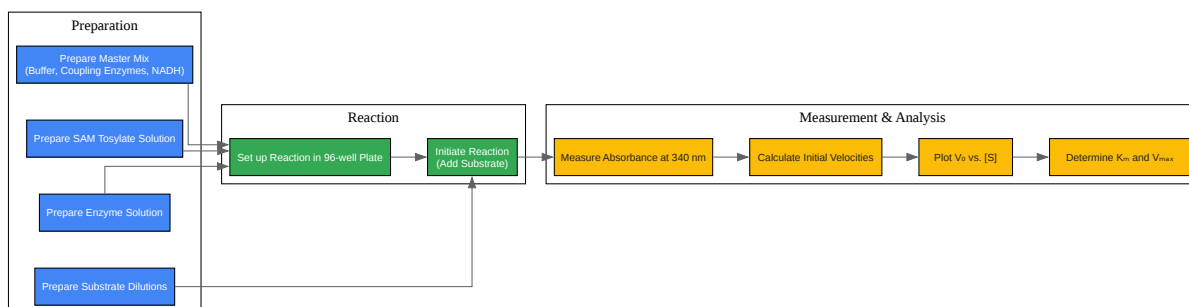 Preparation
Prepare Master Mix
(Buffer, Coupling Enzymes, NADH)
Prepare SAM Tosylate Solution
Prepare Enzyme Solution
Prepare Substrate Dilutions
Reaction
Set up Reaction in 96-well Plate
Initiate Reaction
(Add Substrate)
Measurement & Analysis
Measure Absorbance at 340 nm
Calculate Initial Velocities
Plot V₀ vs. [S]
Determine Kₘ and Vₘₐₓ